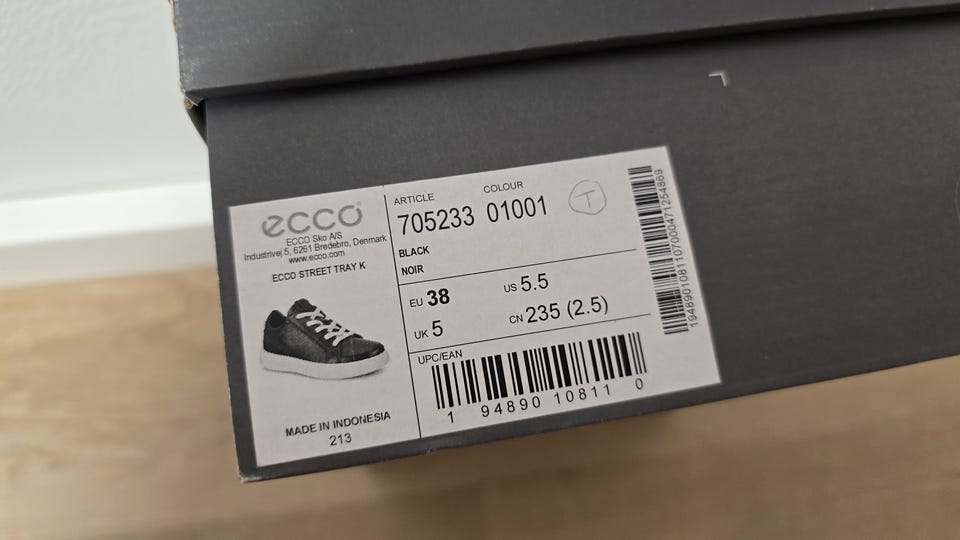 ecco
ECCO Sko A/S
Industrivej 5, 6261 Bredebro, Denmark
www.ecco.com
ECCO STREET TRAY K
MADE IN INDONESIA
213
ARTICLE COLOUR
705233 01001
T
BLACK
NOIR
EU 38 US 5.5
UK 5 CN 235 (2.5)
UPC/EAN
1 94890 10811 0
1948901081107000471254869